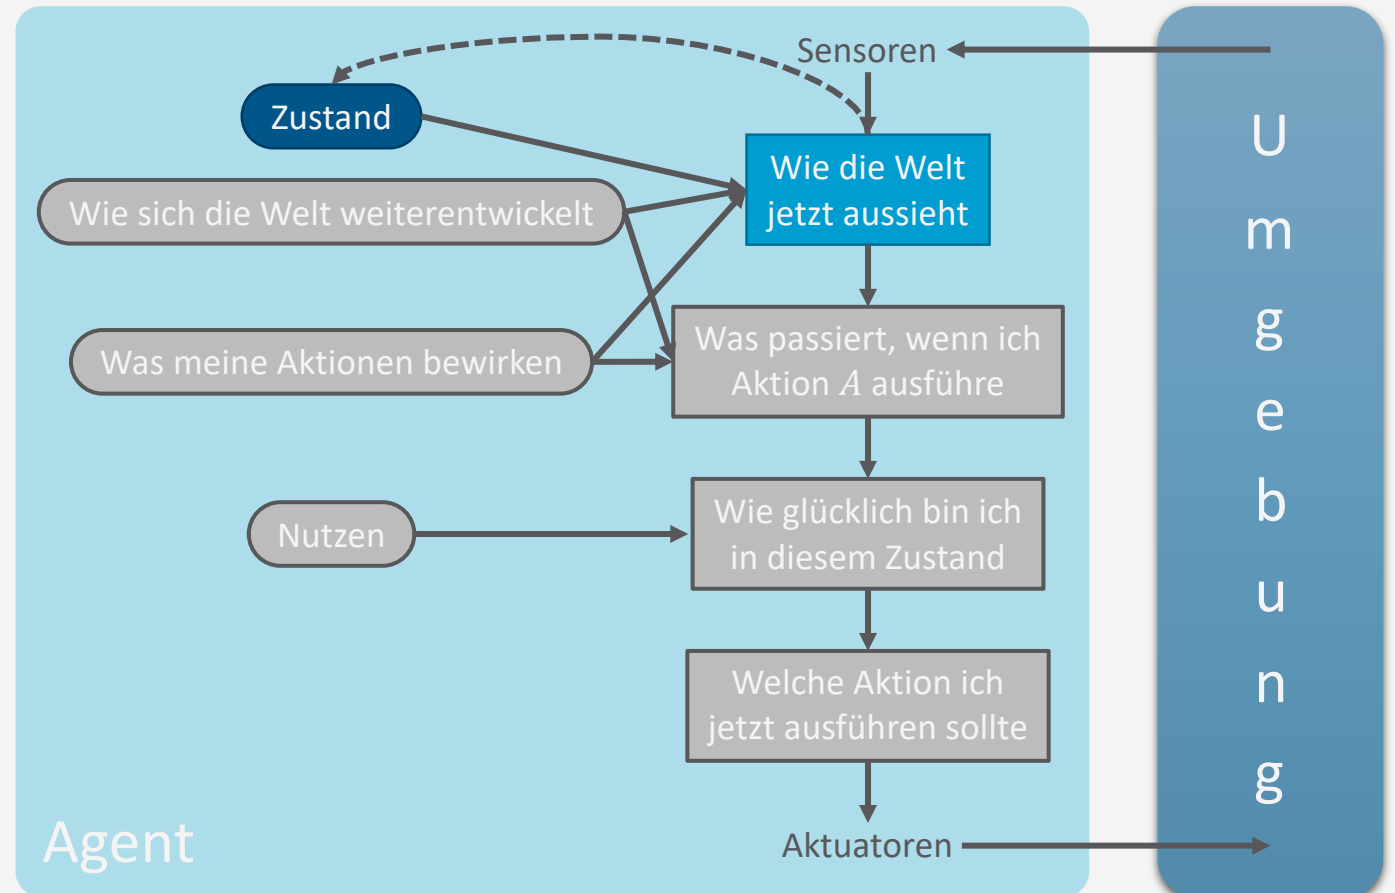 Sensoren
Zustand
Wie die Welt
jetzt aussieht
Wie sich die Welt weiterentwickelt
Was meine Aktionen bewirken
Was passiert, wenn ich
Aktion A ausführe
Nutzen
Wie glücklich bin ich
in diesem Zustand
Welche Aktion ich
jetzt ausführen sollte
Agent
Aktuatoren
Umgebung